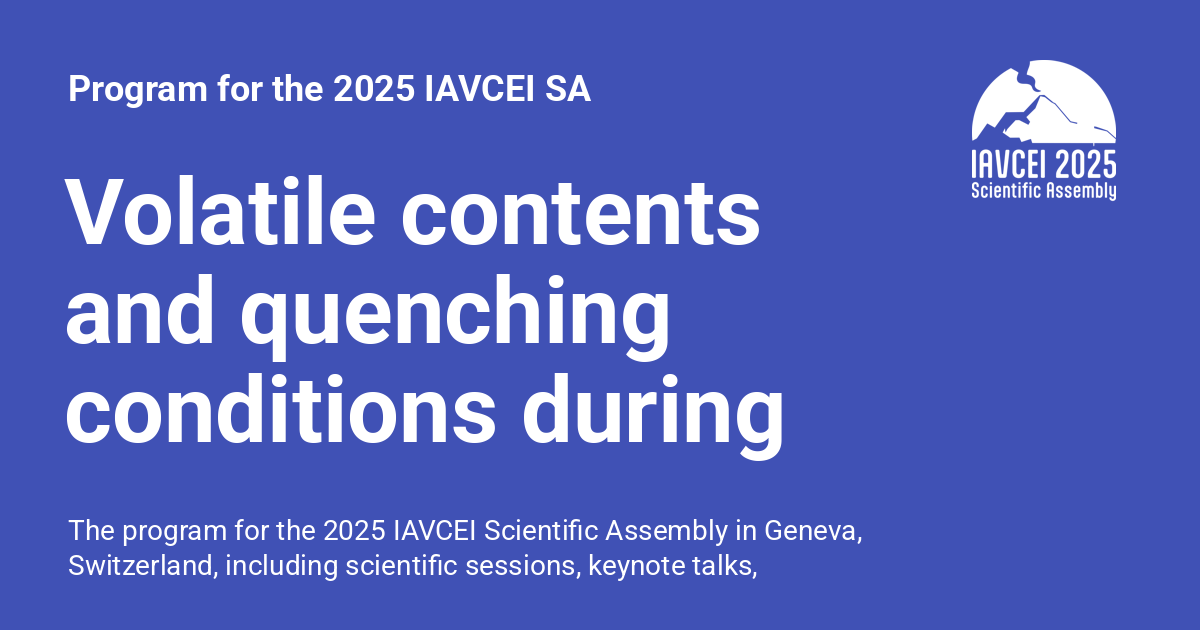 Program for the 2025 IAVCEI SA
IAVCEI 2025
Scientific Assembly
Volatile contents
and quenching
conditions during
The program for the 2025 IAVCEI Scientific Assembly in Geneva,
Switzerland, including scientific sessions, keynote talks,